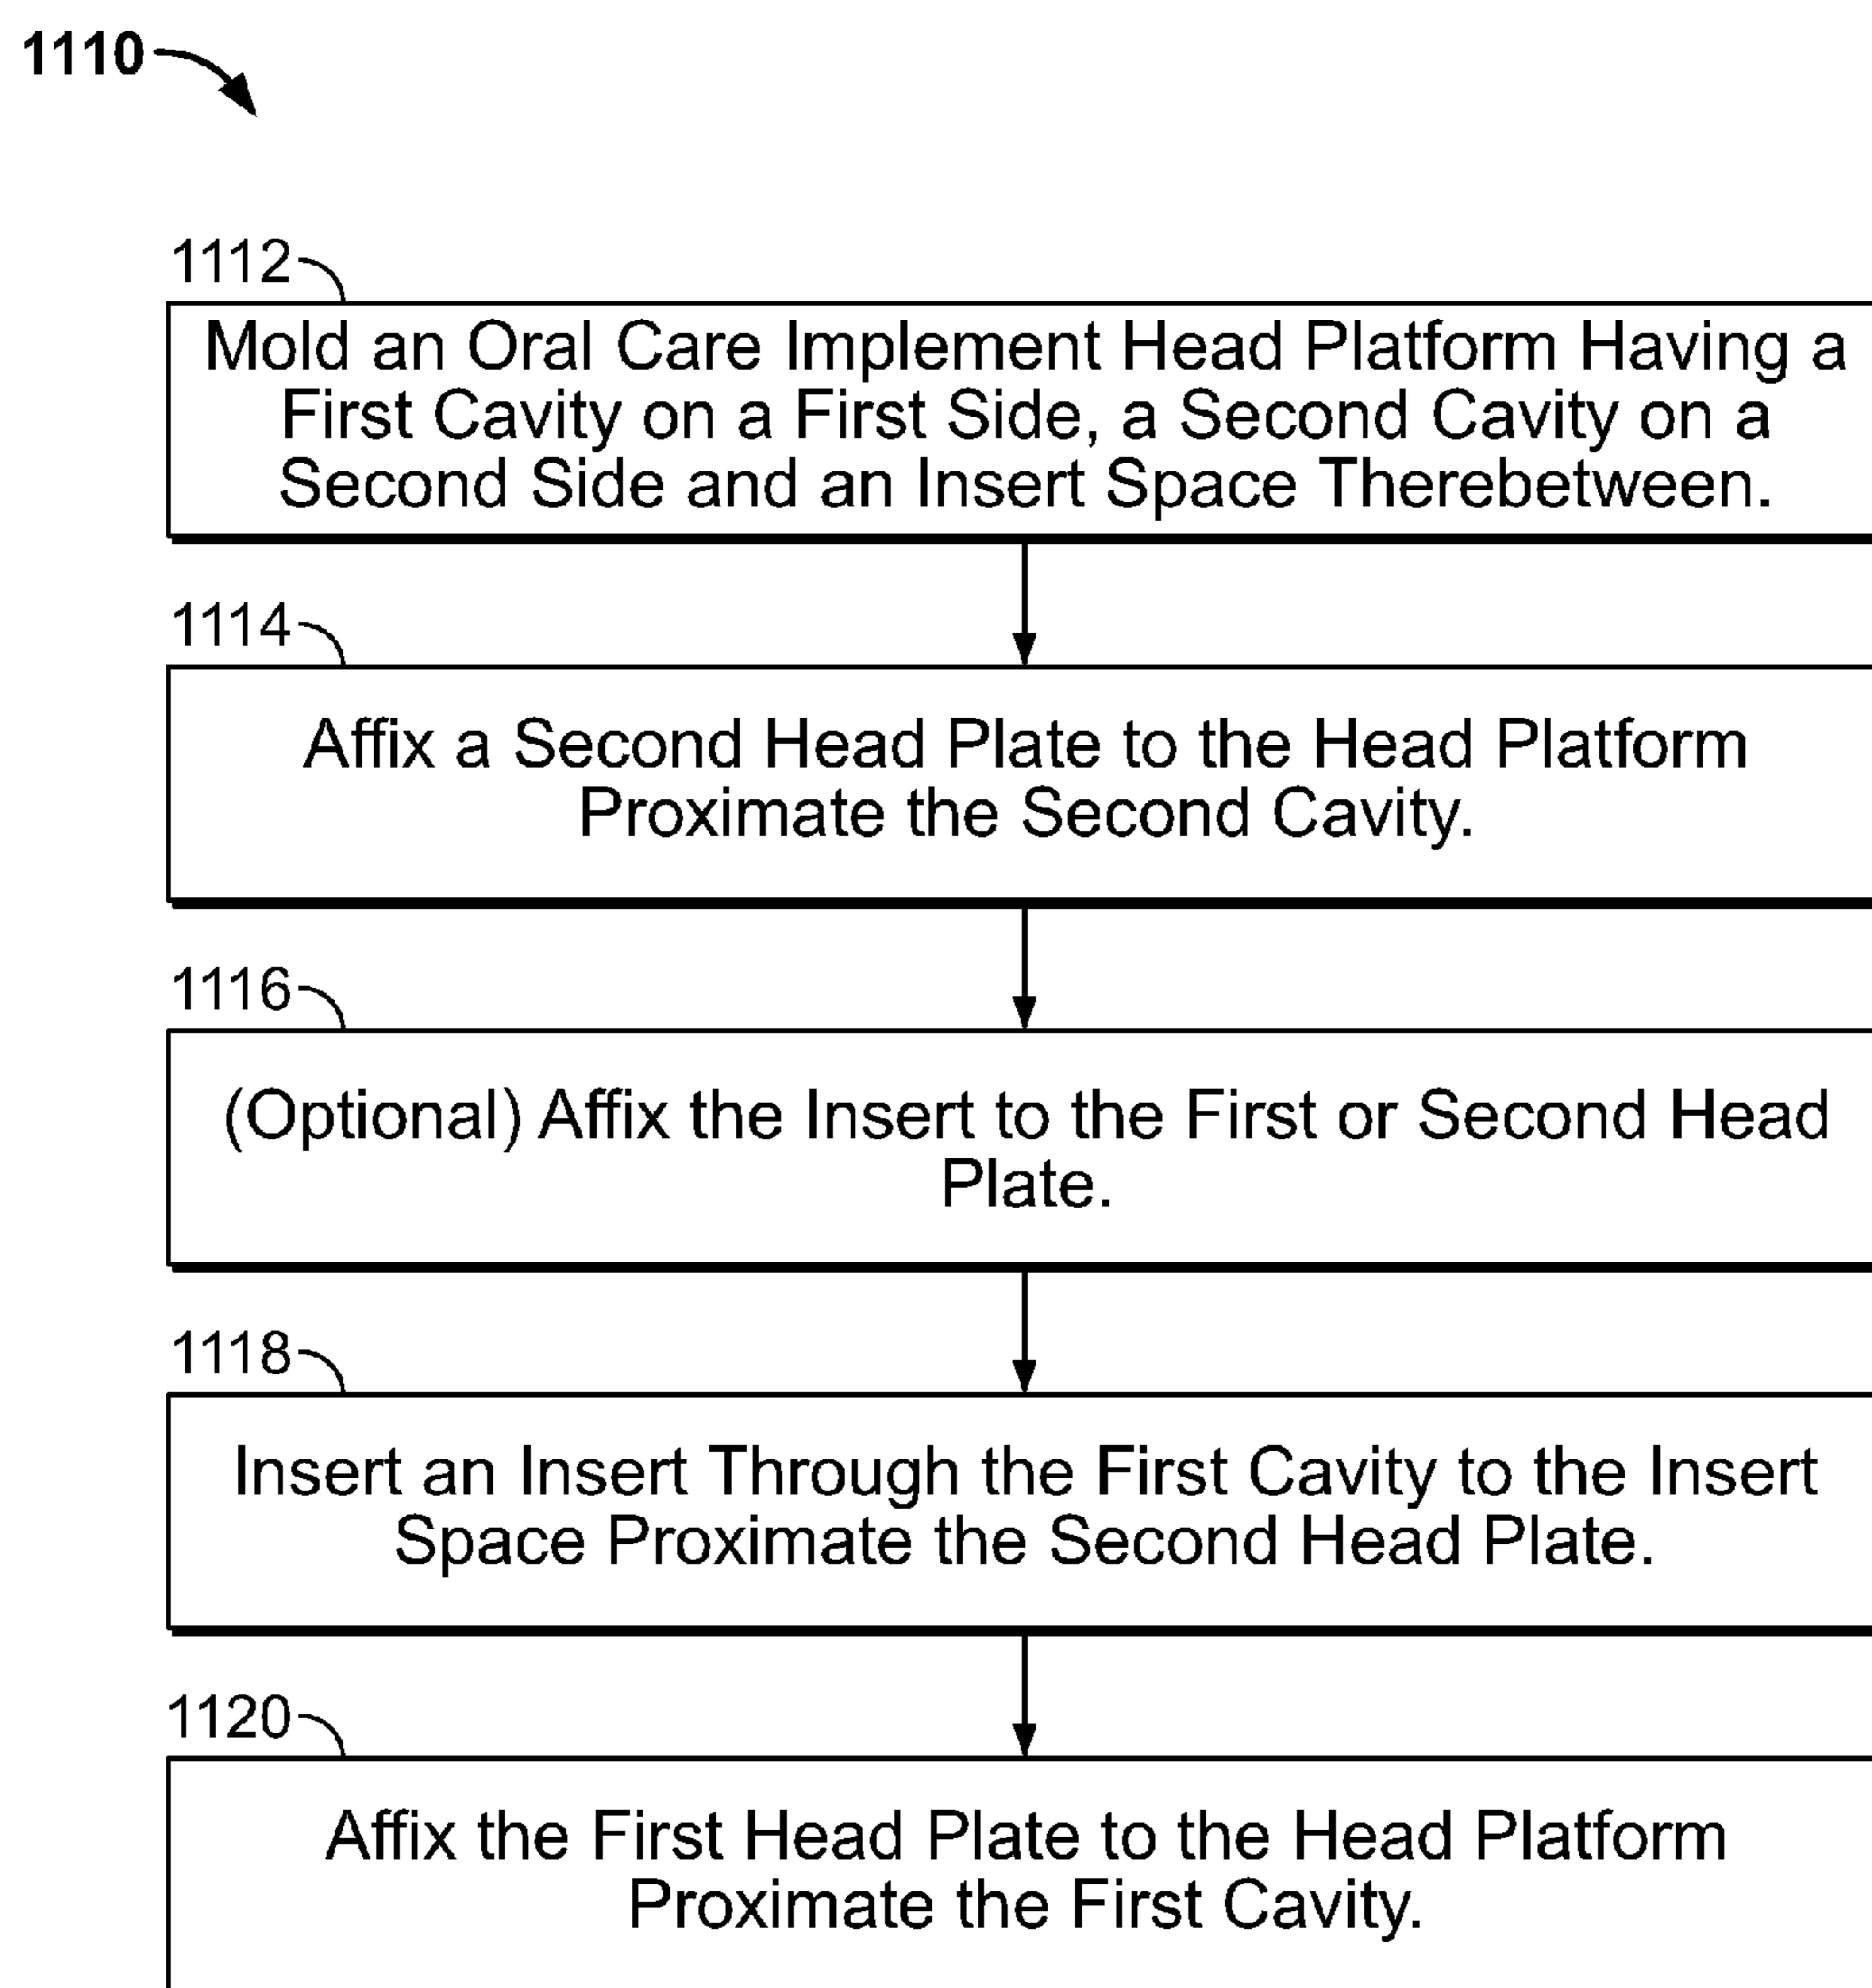 1110
1112
Mold an Oral Care Implement Head Platform Having a
First Cavity on a First Side, a Second Cavity on a
Second Side and an Insert Space Therebetween.
1114
Affix a Second Head Plate to the Head Platform
Proximate the Second Cavity.
1116
(Optional) Affix the Insert to the First or Second Head
Plate.
1118
Insert an Insert Through the First Cavity to the Insert
Space Proximate the Second Head Plate.
1120
Affix the First Head Plate to the Head Platform
Proximate the First Cavity.